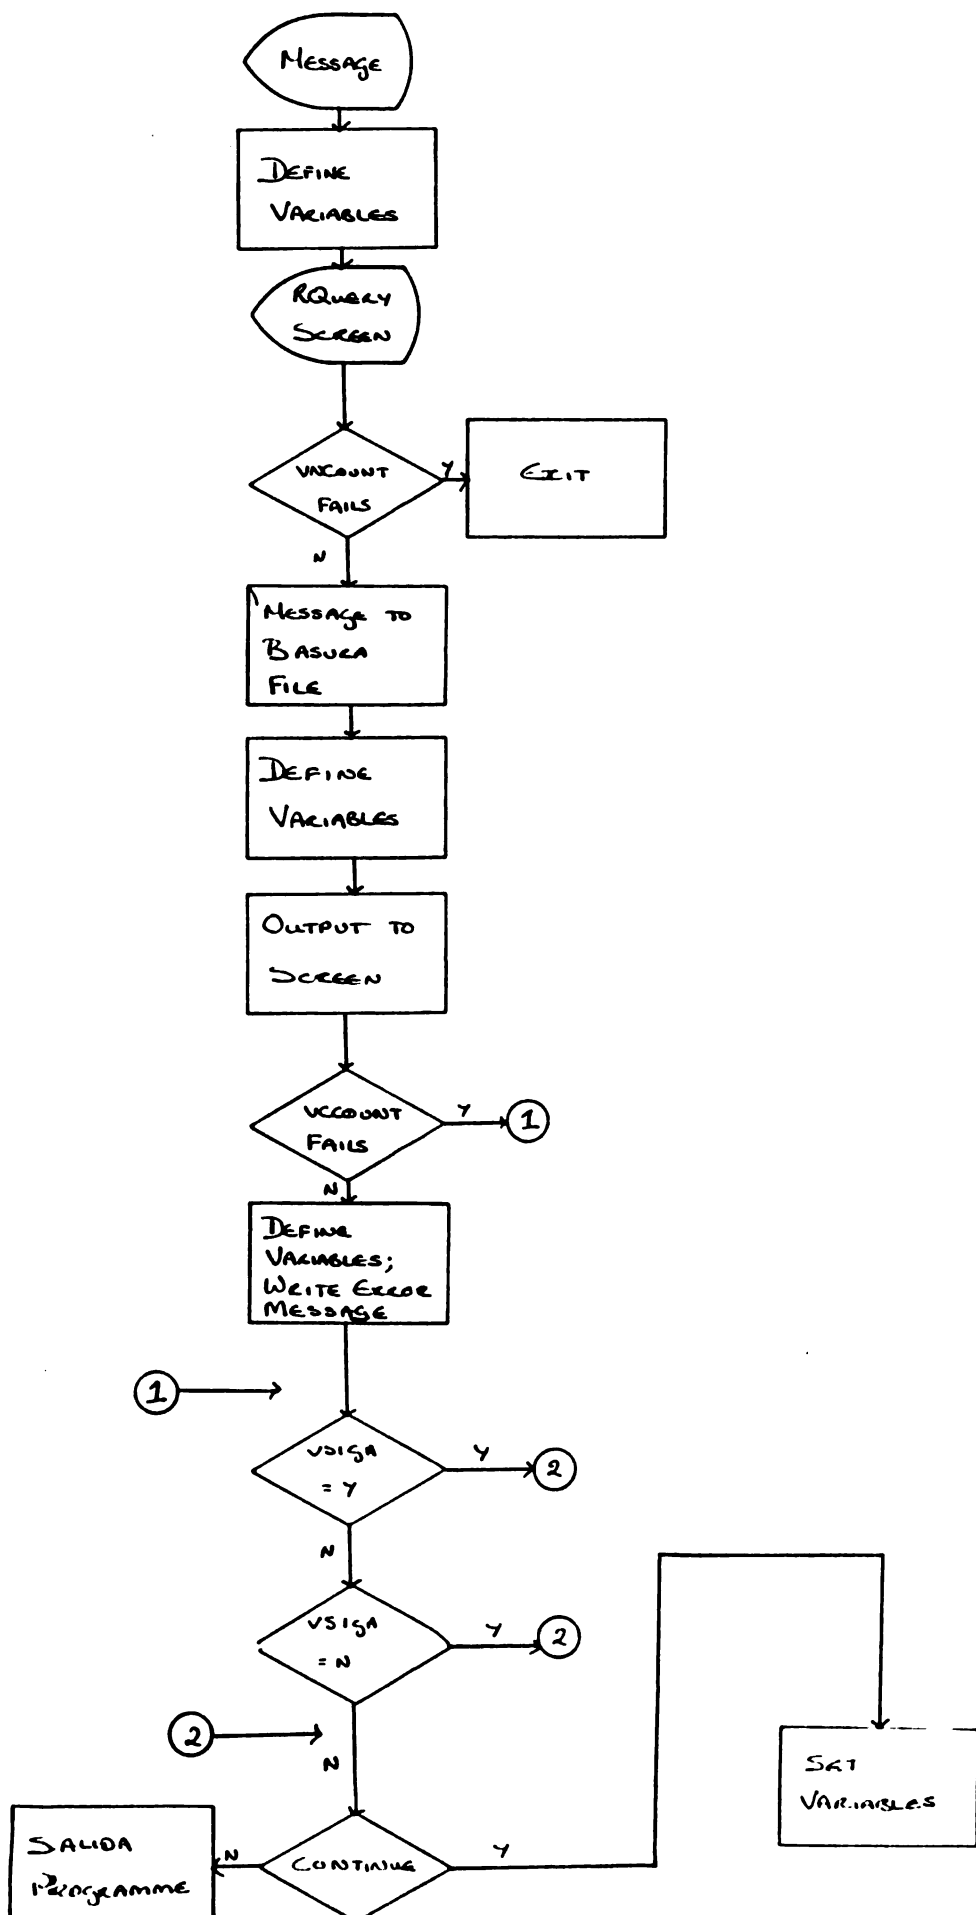 MESSAGE
DEFINE
VARIABLES
RQUERY
SCREEN
VNCOUNT
FAILS
Y
EXIT
N
MESSAGE TO
BASURA
FILE
DEFINE
VARIABLES
OUTPUT TO
SCREEN
VCCOUNT
FAILS
Y
1
N
DEFINE
VARIABLES;
WRITE ERROR
MESSAGE
1
VSIGA
= Y
Y
2
N
VSIGA
= N
Y
2
2
N
SET
VARIABLES
SALIDA
PROGRAMME
N
CONTINUE
Y